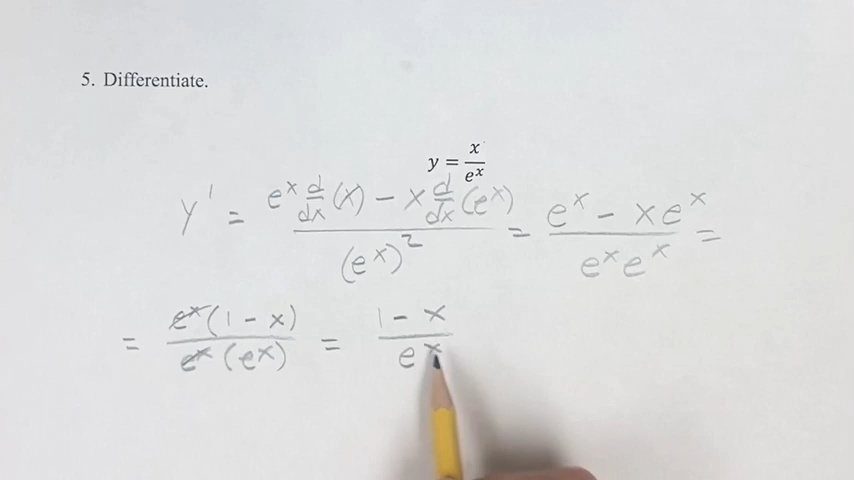 5. Differentiate.
y = x/e^x
y' = (e^x d/dx (x) − x d/dx (e^x))/(e^x)^2 = (e^x − xe^x)/(e^x e^x) =
= (e^x(1 − x))/(e^x(e^x)) = (1 − x)/e^x